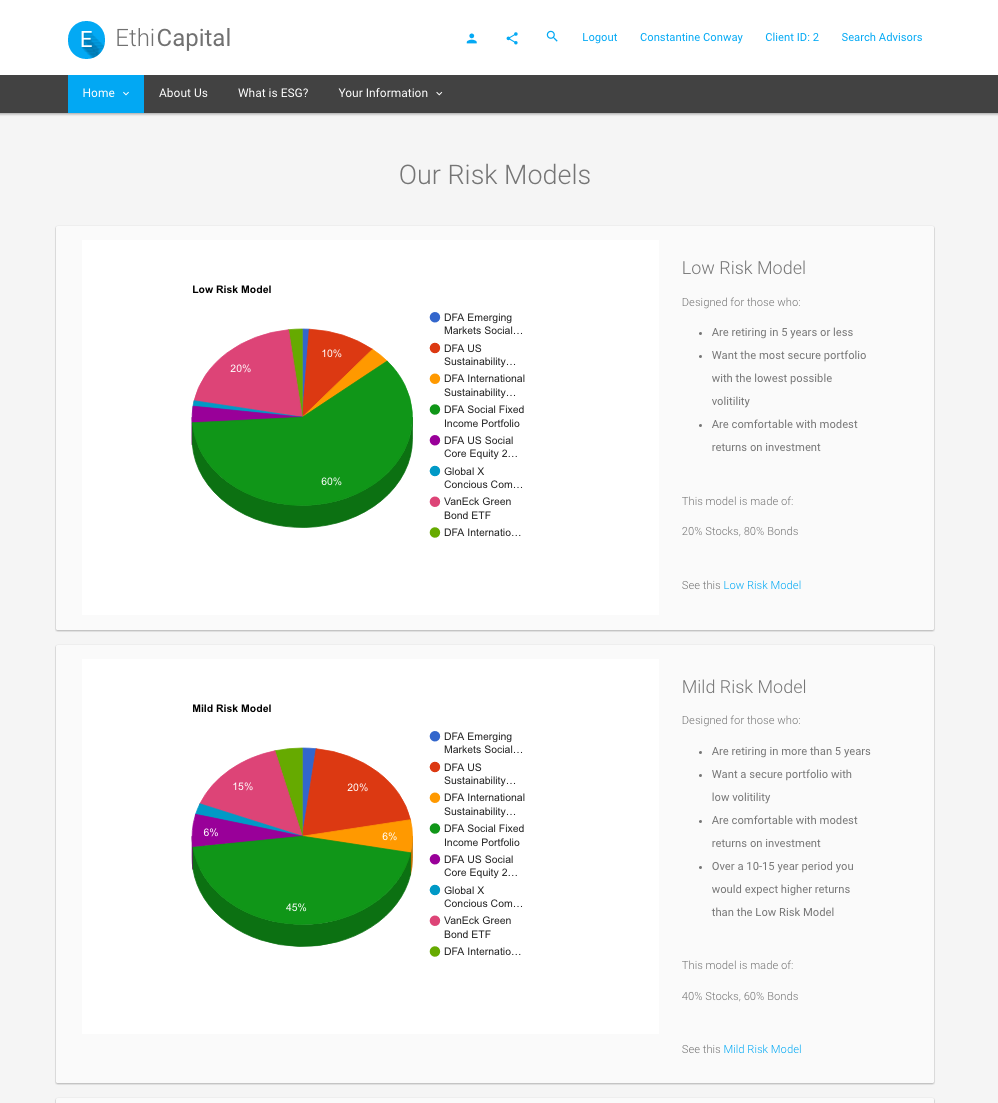 E EthiCapital
Logout Constantine Conway Client ID: 2 Search Advisors
Home About Us What is ESG? Your Information
Our Risk Models
Low Risk Model
10%
20%
60%
DFA Emerging
Markets Social...
DFA US
Sustainability...
DFA International
Sustainability...
DFA Social Fixed
Income Portfolio
DFA US Social
Core Equity 2...
Global X
Concious Com...
VanEck Green
Bond ETF
DFA Internatio...
Low Risk Model
Designed for those who:
Are retiring in 5 years or less
Want the most secure portfolio
with the lowest possible
volitility
Are comfortable with modest
returns on investment
This model is made of:
20% Stocks, 80% Bonds
See this Low Risk Model
Mild Risk Model
15%
20%
6%
6%
45%
DFA Emerging
Markets Social...
DFA US
Sustainability...
DFA International
Sustainability...
DFA Social Fixed
Income Portfolio
DFA US Social
Core Equity 2...
Global X
Concious Com...
VanEck Green
Bond ETF
DFA Internatio...
Mild Risk Model
Designed for those who:
Are retiring in more than 5 years
Want a secure portfolio with
low volitility
Are comfortable with modest
returns on investment
Over a 10-15 year period you
would expect higher returns
than the Low Risk Model
This model is made of:
40% Stocks, 60% Bonds
See this Mild Risk Model